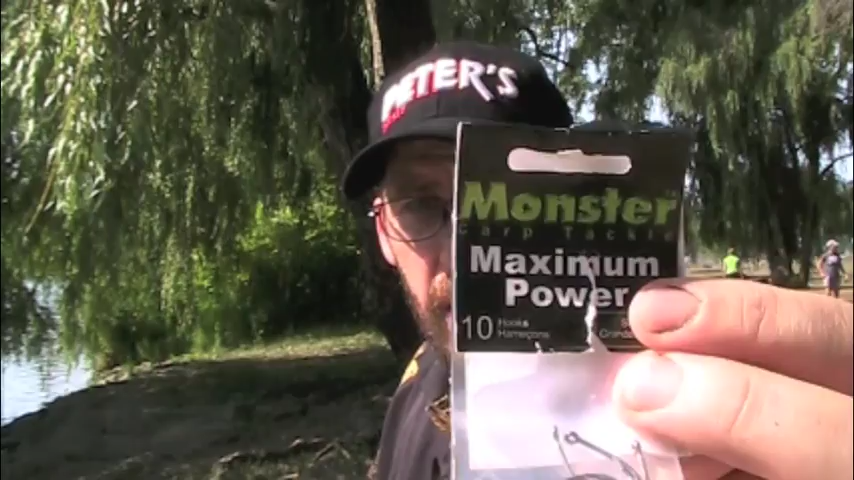 PETER'S
Monster
Carp Tackle
Maximum
Power
10 Hooks
Hameçons